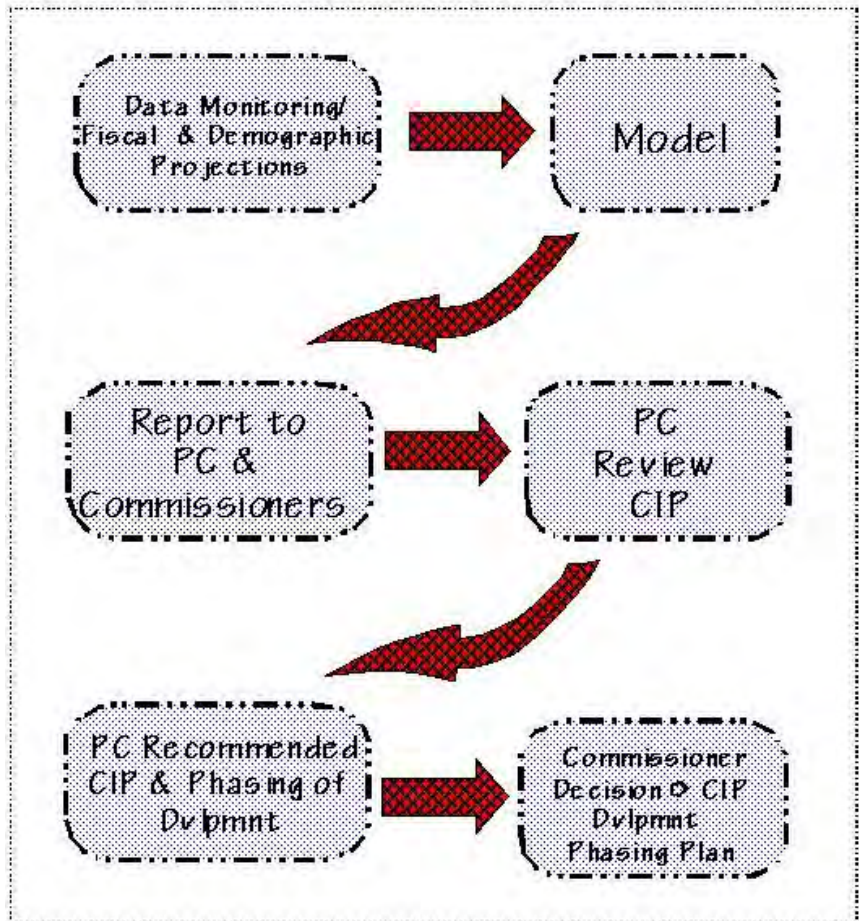 Data Monitoring/
Fiscal & Demographic
Projections
Model
Report to
PC &
Commissioners
PC
Review
CIP
PC Recommended
CIP & Phasing of
Dvlpmnt
Commissioner
Decision ➩ CIP
Dvlpmnt
Phasing Plan